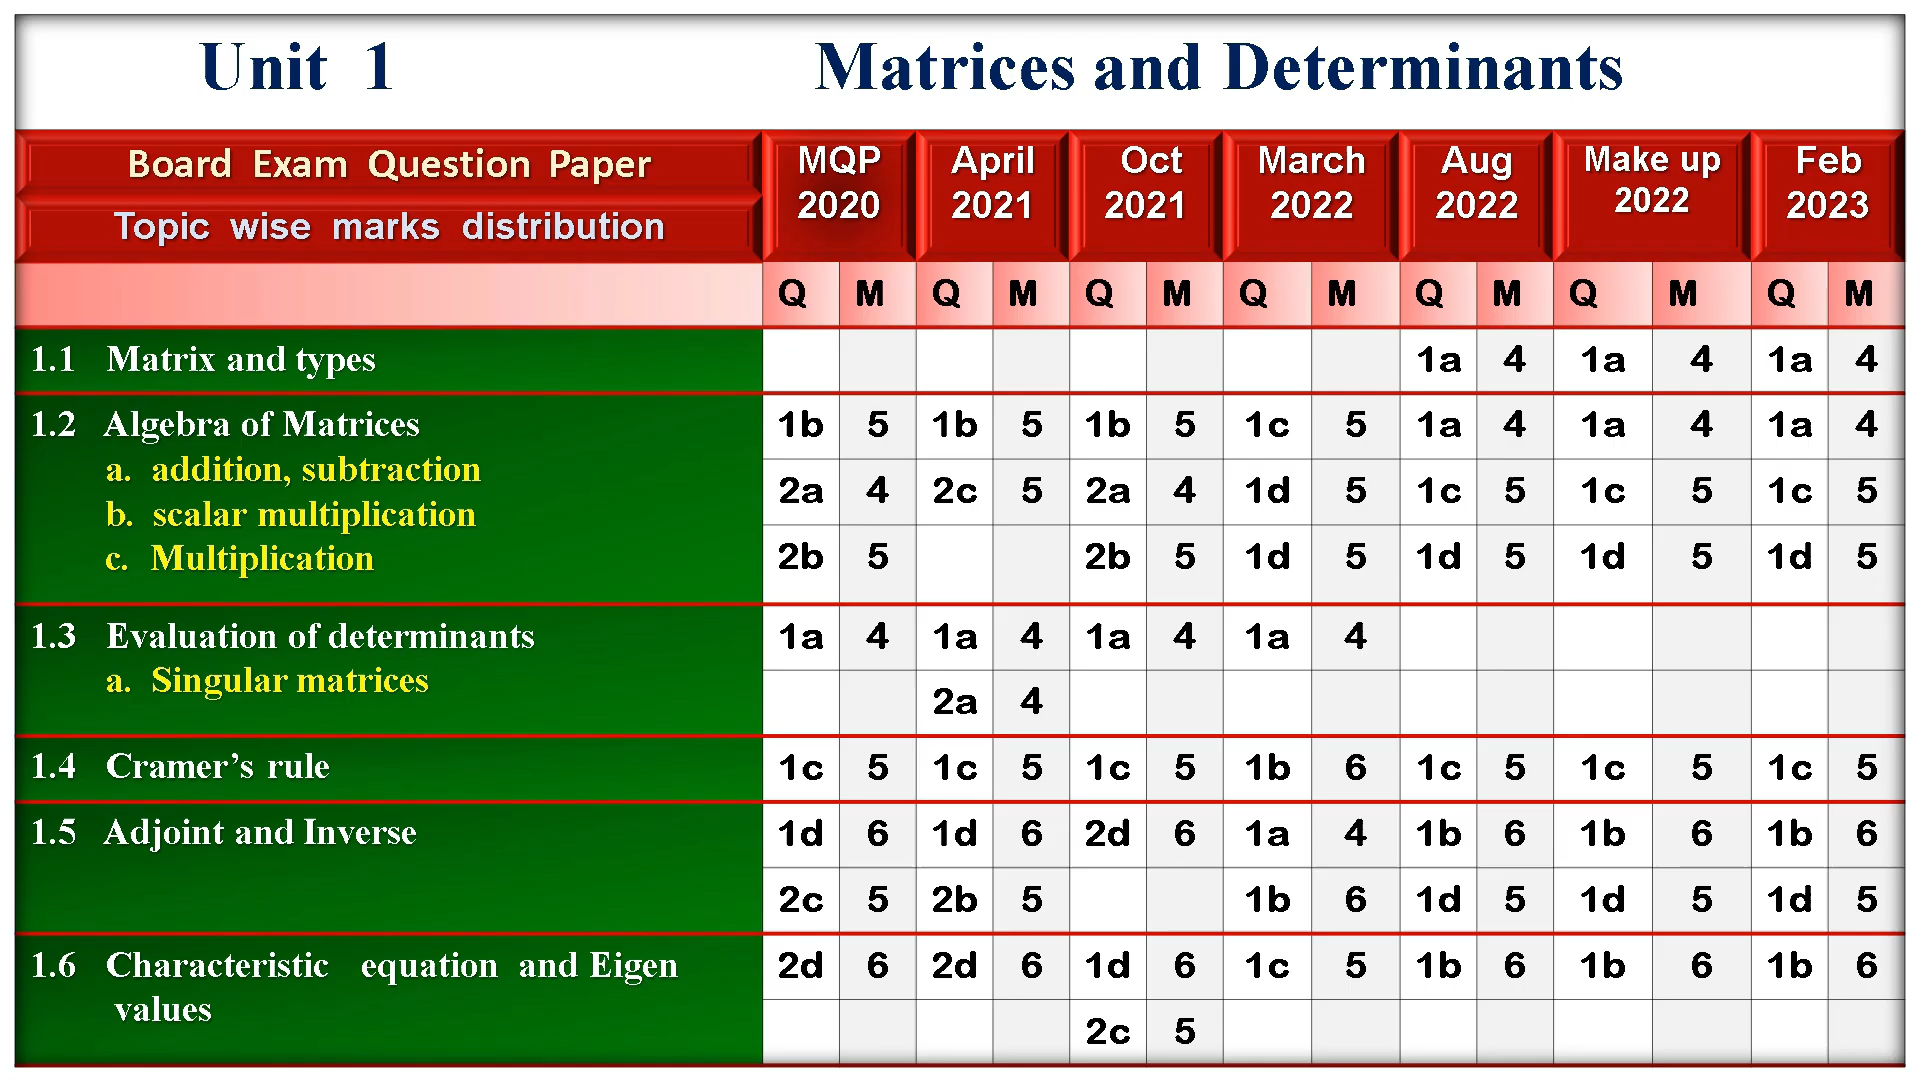 Unit 1 Matrices and Determinants
Board Exam Question Paper MQP 2020 April 2021 Oct 2021 March 2022 Aug 2022 Make up 2022 Feb 2023
Topic wise marks distribution
Q M Q M Q M Q M Q M Q M Q M
1.1 Matrix and types 1a 4 1a 4 1a 4
1.2 Algebra of Matrices 1b 5 1b 5 1b 5 1c 5 1a 4 1a 4 1a 4
a. addition, subtraction 2a 4 2c 5 2a 4 1d 5 1c 5 1c 5 1c 5
b. scalar multiplication
c. Multiplication 2b 5 2b 5 1d 5 1d 5 1d 5 1d 5
1.3 Evaluation of determinants 1a 4 1a 4 1a 4 1a 4
a. Singular matrices 2a 4
1.4 Cramer’s rule 1c 5 1c 5 1c 5 1b 6 1c 5 1c 5 1c 5
1.5 Adjoint and Inverse 1d 6 1d 6 2d 6 1a 4 1b 6 1b 6 1b 6
2c 5 2b 5 1b 6 1d 5 1d 5 1d 5
1.6 Characteristic equation and Eigen 2d 6 2d 6 1d 6 1c 5 1b 6 1b 6 1b 6
values 2c 5